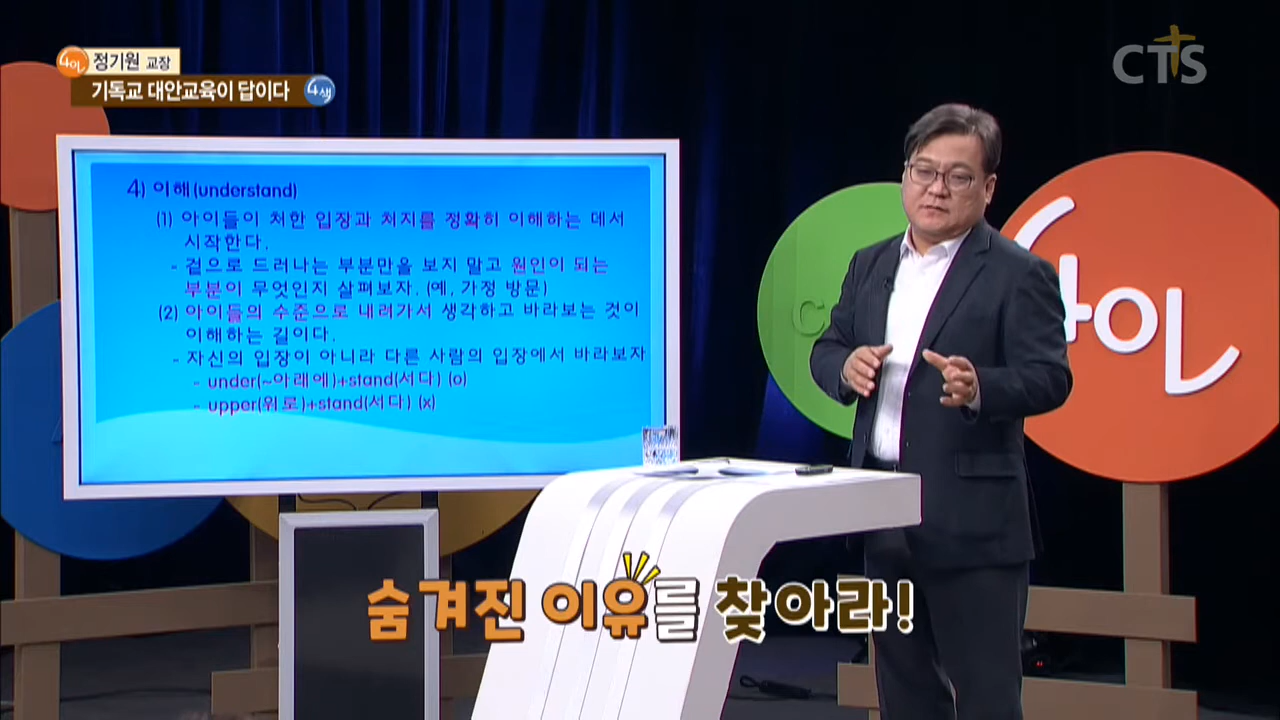 4인
정기원 교장
기독교 대안교육이 답이다 4색
CTS
4) 이해(understand)
(1) 아이들이 처한 입장과 처지를 정확히 이해하는 데서
시작한다.
- 겉으로 드러나는 부분만을 보지 말고 원인이 되는
부분이 무엇인지 살펴보자. (예, 가정 방문)
(2) 아이들의 수준으로 내려가서 생각하고 바라보는 것이
이해하는 길이다.
- 자신의 입장이 아니라 다른 사람의 입장에서 바라보자
- under(~아래에)+stand(서다) (o)
- upper(위로)+stand(서다) (x)
4인
숨겨진 이유를 찾아라!